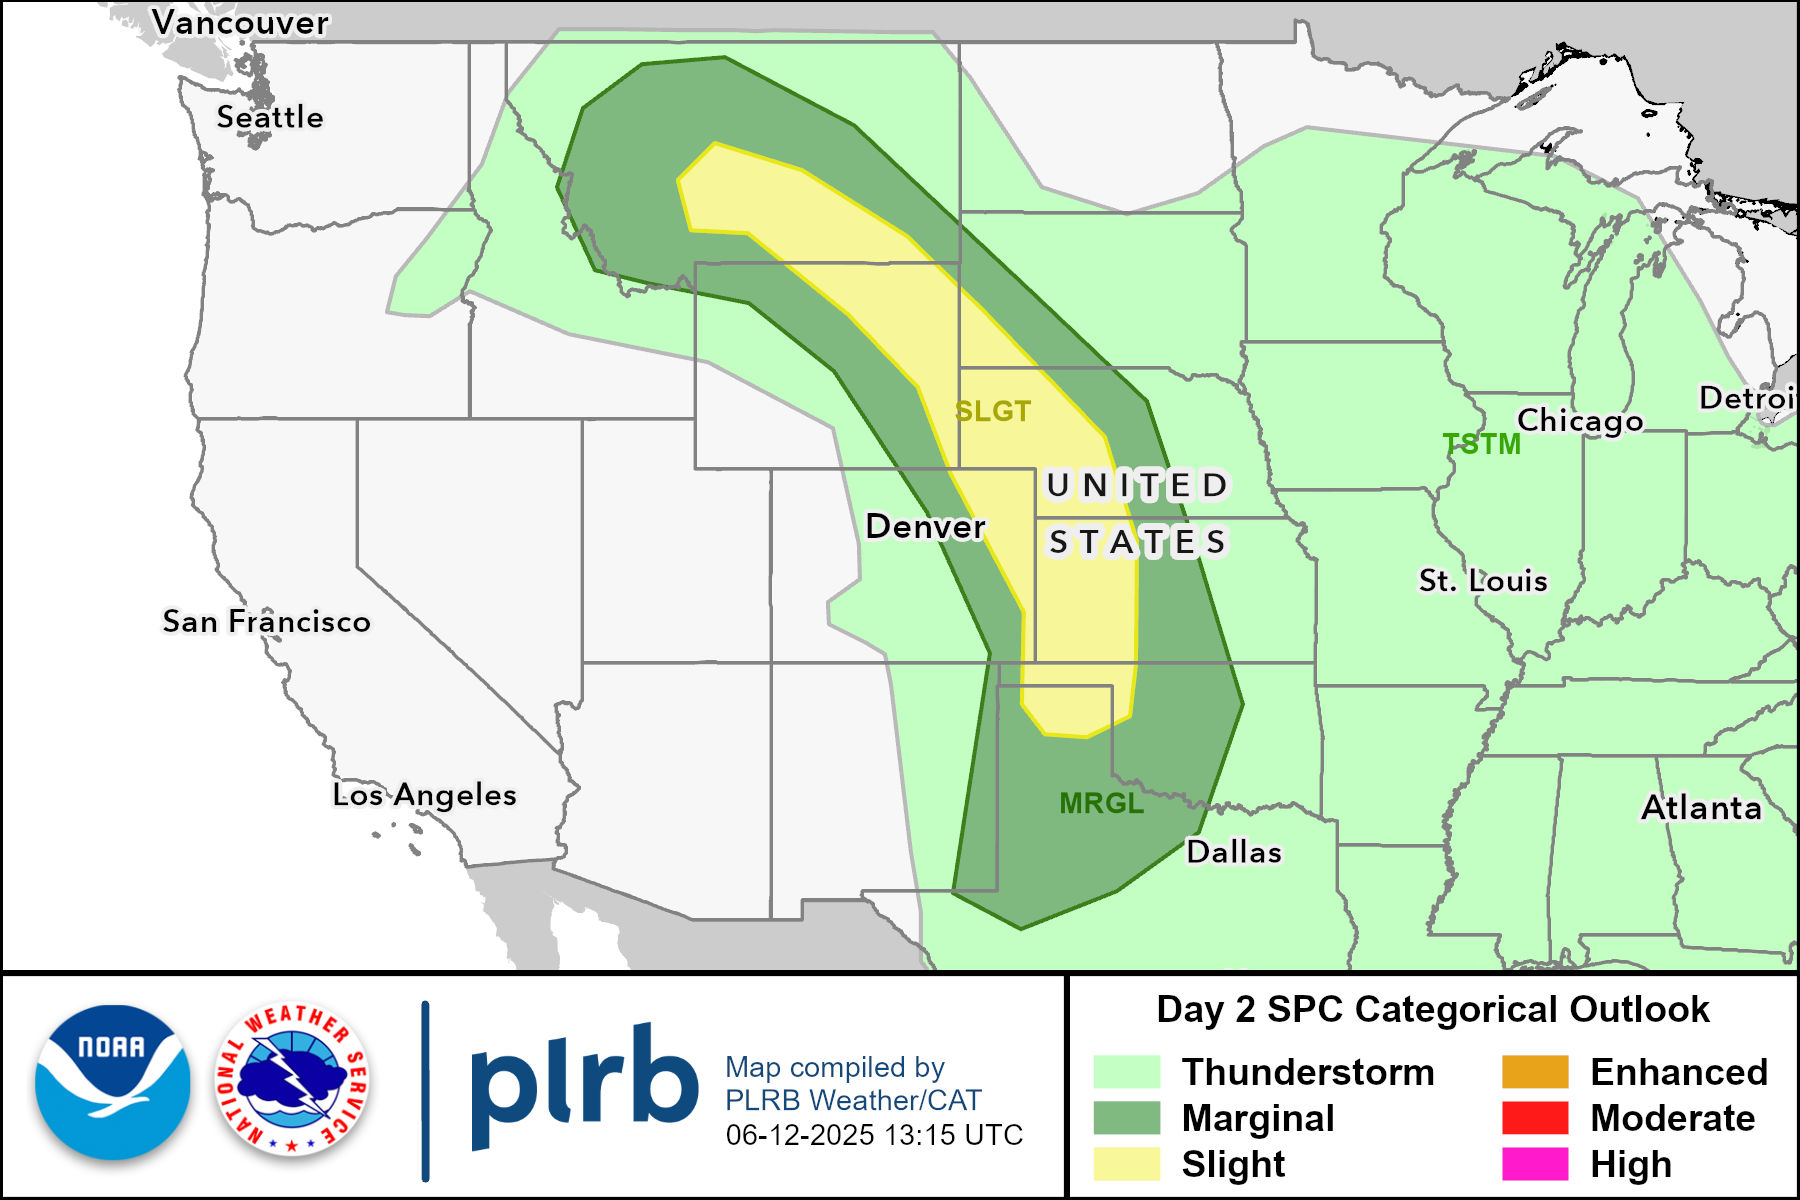 Vancouver
Seattle
SLGT
Detroi
Chicago
TSTM
UNITED
Denver
STATES
St. Louis
San Francisco
Los Angeles
MRGL
Atlanta
Dallas
NOAA
NATIONAL WEATHER SERVICE
plrb
Map compiled by
PLRB Weather/CAT
06-12-2025 13:15 UTC
Day 2 SPC Categorical Outlook
Thunderstorm
Marginal
Slight
Enhanced
Moderate
High